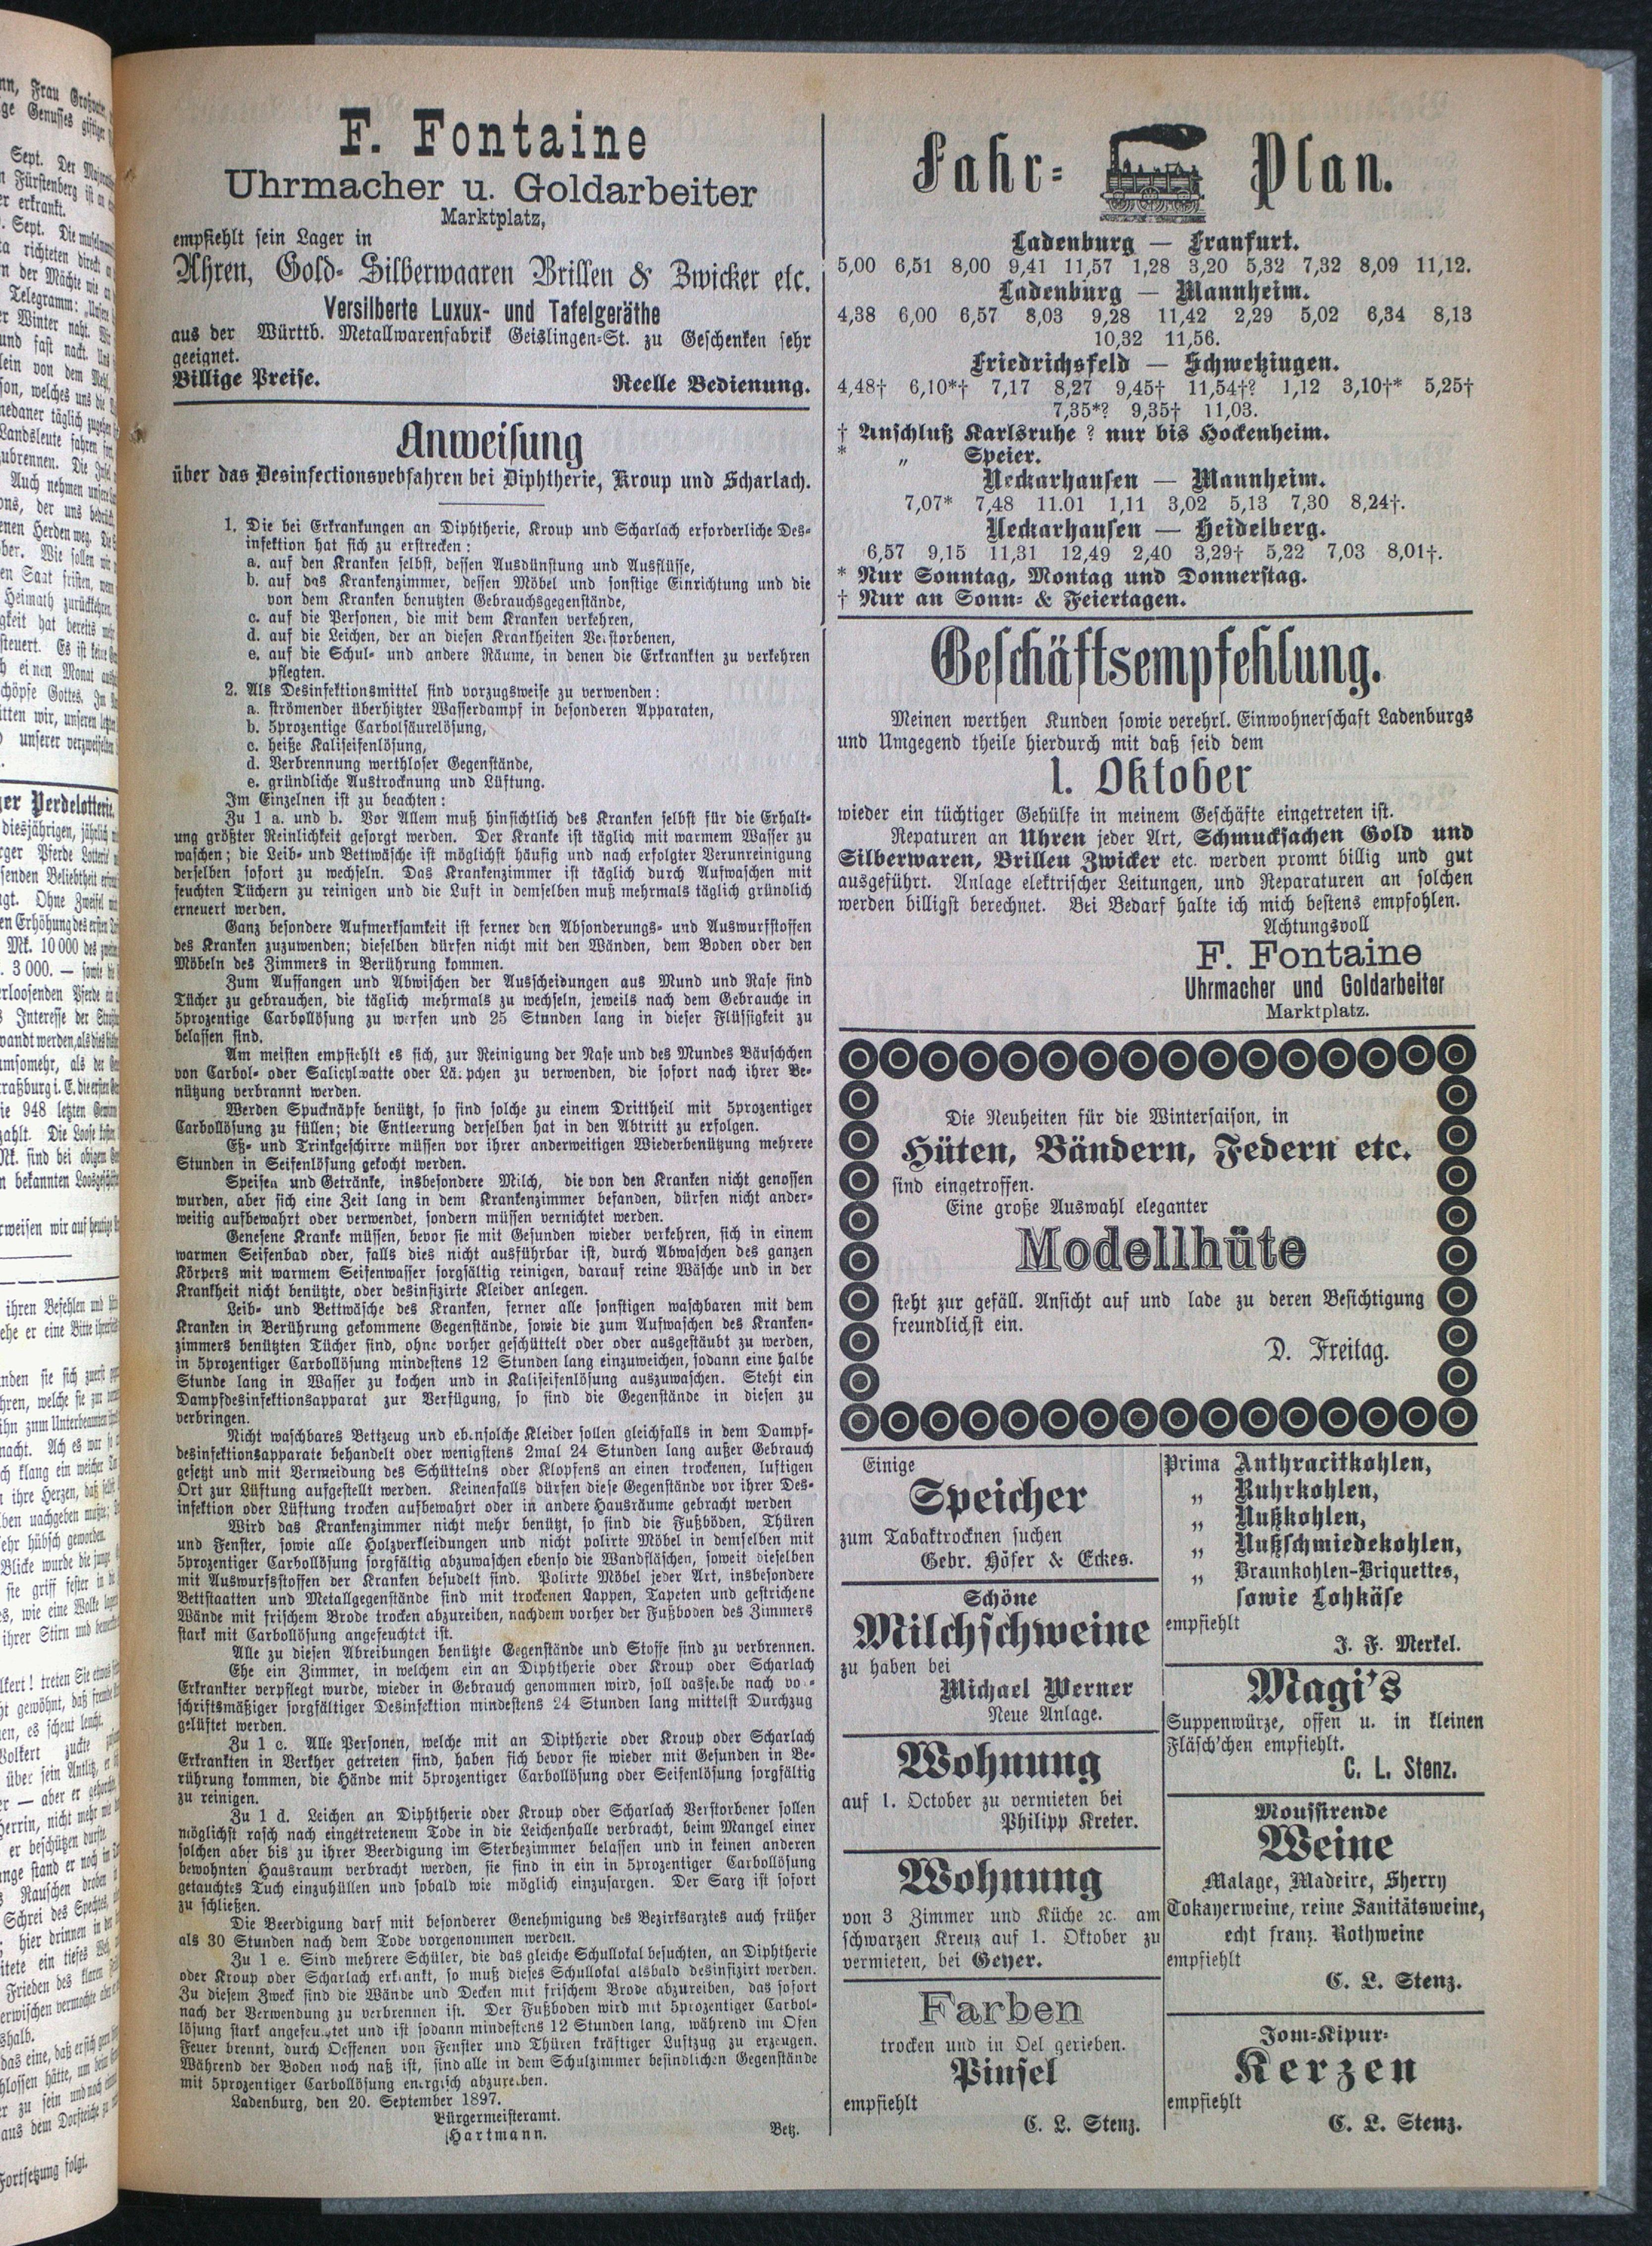 F. Fontaine
Uhrmacher u. Goldarbeiter
Marktplatz,
empfiehlt sein Lager in
Uhren, Gold- Silberwaaren Brillen & Zwicker etc.
Versilberte Luxux- und Tafelgeräthe
aus der Württb. Metallwarenfabrik Geislingen-St. zu Geschenken sehr
geeignet.
Billige Preise. Reelle Bedienung.
Anweisung
über das Desinfectionsvebfahren bei Diphtherie, Kroup und Scharlach.
1. Die bei Erkrankungen an Diphtherie, Kroup und Scharlach erforderliche Des-
infektion hat sich zu erstrecken:
a. auf den Kranken selbst, dessen Ausdünstung und Ausflüsse,
b. auf das Krankenzimmer, dessen Möbel und sonstige Einrichtung und die
von dem Kranken benutzten Gebrauchsgegenstände,
c. auf die Personen, die mit dem Kranken verkehren,
d. auf die Leichen, der an diesen Krankheiten Verstorbenen,
e. auf die Schul- und andere Räume, in denen die Erkrankten zu verkehren
pflegten.
2. Als Desinfektionsmittel sind vorzugsweise zu verwenden:
a. strömender überhitzter Wasserdampf in besonderen Apparaten,
b. 5prozentige Carbolsäurelösung,
c. heiße Kaliseifenlösung,
d. Verbrennung werthloser Gegenstände,
e. gründliche Austrocknung und Lüftung.
Im Einzelnen ist zu beachten:
Zu 1 a. und b. Vor Allem muß hinsichtlich des Kranken selbst für die Erhalt-
ung größter Reinlichkeit gesorgt werden. Der Kranke ist täglich mit warmem Wasser zu
waschen; die Leib- und Bettwäsche ist möglichst häufig und nach erfolgter Verunreinigung
derselben sofort zu wechseln. Das Krankenzimmer ist täglich durch Aufwaschen mit
feuchten Tüchern zu reinigen und die Luft in demselben muß mehrmals täglich gründlich
erneuert werden.
Ganz besondere Aufmerksamkeit ist ferner den Absonderungs- und Auswurfstoffen
des Kranken zuzuwenden; dieselben dürfen nicht mit den Wänden, dem Boden oder den
Möbeln des Zimmers in Berührung kommen.
Zum Auffangen und Abwischen der Ausscheidungen aus Mund und Nase sind
Tücher zu gebrauchen, die täglich mehrmals zu wechseln, jeweils nach dem Gebrauche in
5prozentige Carbollösung zu werfen und 25 Stunden lang in dieser Flüssigkeit zu
belassen sind.
Am meisten empfiehlt es sich, zur Reinigung der Nase und des Mundes Bäuschchen
von Carbol- oder Salicylwatte oder Läppchen zu verwenden, die sofort nach ihrer Be-
nützung verbrannt werden.
Werden Spucknäpfe benützt, so sind solche zu einem Drittheil mit 5prozentiger
Carbollösung zu füllen; die Entleerung derselben hat in den Abtritt zu erfolgen.
Eß- und Trinkgeschirre müssen vor ihrer anderweitigen Wiederbenützung mehrere
Stunden in Seifenlösung gekocht werden.
Speisen und Getränke, insbesondere Milch, die von den Kranken nicht genossen
wurden, aber sich eine Zeit lang in dem Krankenzimmer befanden, dürfen nicht ander-
weitig aufbewahrt oder verwendet, sondern müssen vernichtet werden.
Genesene Kranke müssen, bevor sie mit Gesunden wieder verkehren, sich in einem
warmen Seifenbad oder, falls dies nicht ausführbar ist, durch Abwaschen des ganzen
Körpers mit warmem Seifenwasser sorgfältig reinigen, darauf reine Wäsche und in der
Krankheit nicht benützte, oder desinfizirte Kleider anlegen.
Leib- und Bettwäsche des Kranken, ferner alle sonstigen waschbaren mit dem
Kranken in Berührung gekommene Gegenstände, sowie die zum Aufwaschen des Kranken-
zimmers benützten Tücher sind, ohne vorher geschüttelt oder oder ausgestäubt zu werden,
in 5prozentiger Carbollösung mindestens 12 Stunden lang einzuweichen, sodann eine halbe
Stunde lang in Wasser zu kochen und in Kaliseifenlösung auszuwaschen. Steht ein
Dampfdesinfektionsapparat zur Verfügung, so sind die Gegenstände in diesen zu
verbringen.
Nicht waschbares Bettzeug und ebensolche Kleider sollen gleichfalls in dem Dampf-
desinfektionsapparate behandelt oder wenigstens 2mal 24 Stunden lang außer Gebrauch
gesetzt und mit Vermeidung des Schüttelns oder Klopfens an einen trockenen, luftigen
Ort zur Lüftung aufgestellt werden. Keinenfalls dürfen diese Gegenstände vor ihrer Des-
infektion oder Lüftung trocken aufbewahrt oder in andere Hausräume gebracht werden
Wird das Krankenzimmer nicht mehr benützt, so sind die Fußböden, Thüren
und Fenster, sowie alle Holzverkleidungen und nicht polirte Möbel in demselben mit
5prozentiger Carbollösung sorgfältig abzuwaschen ebenso die Wandfläschen, soweit dieselben
mit Auswurfsstoffen der Kranken besudelt sind. Polirte Möbel jeder Art, insbesondere
Bettstaatten und Metallgegenstände sind mit trockenen Lappen, Tapeten und gestrichene
Wände mit frischem Brode trocken abzureiben, nachdem vorher der Fußboden des Zimmers
stark mit Carbollösung angefeuchtet ist.
Alle zu diesen Abreibungen benützte Gegenstände und Stoffe sind zu verbrennen.
Ehe ein Zimmer, in welchem ein an Diphtherie oder Kroup oder Scharlach
Erkrankter verpflegt wurde, wieder in Gebrauch genommen wird, soll dasselbe nach vo -
schriftsmäßiger sorgfältiger Desinfektion mindestens 24 Stunden lang mittelst Durchzug
gelüftet werden.
Zu 1 c. Alle Personen, welche mit an Diptherie oder Kroup oder Scharlach
Erkrankten in Verkher getreten sind, haben sich bevor sie wieder mit Gesunden in Be-
rührung kommen, die Hände mit 5prozentiger Carbollösung oder Seifenlösung sorgfältig
zu reinigen.
Zu 1 d. Leichen an Diphtherie oder Kroup oder Scharlach Verstorbener sollen
möglichst rasch nach eingetretenem Tode in die Leichenhalle verbracht, beim Mangel einer
solchen aber bis zu ihrer Beerdigung im Sterbezimmer belassen und in keinen anderen
bewohnten Hausraum verbracht werden, sie sind in ein in 5prozentiger Carbollösung
getauchtes Tuch einzuhüllen und sobald wie möglich einzusargen. Der Sarg ist sofort
zu schließen.
Die Beerdigung darf mit besonderer Genehmigung des Bezirksarztes auch früher
als 30 Stunden nach dem Tode vorgenommen werden.
Zu 1 e. Sind mehrere Schüler, die das gleiche Schullokal besuchten, an Diphtherie
oder Kroup oder Scharlach erkrankt, so muß dieses Schullokal alsbald desinfizirt werden.
Zu diesem Zweck sind die Wände und Decken mit frischem Brode abzureiben, das sofort
nach der Verwendung zu verbrennen ist. Der Fußboden wird mit 5prozentiger Carbol-
lösung stark angefeuchtet und ist sodann mindestens 12 Stunden lang, während im Ofen
Feuer brennt, durch Oeffenen von Fenster und Thüren kräftiger Luftzug zu erzeugen.
Während der Boden noch naß ist, sind alle in dem Schulzimmer befindlichen Gegenstände
mit 5prozentiger Carbollösung energisch abzureiben.
Ladenburg, den 20. September 1897.
Bürgermeisteramt.
Hartmann. Betz.
Fahr- Plan.
Ladenburg — Frankfurt.
5,00 6,51 8,00 9,41 11,57 1,28 3,20 5,32 7,32 8,09 11,12.
Ladenburg — Mannheim.
4,38 6,00 6,57 8,03 9,28 11,42 2,29 5,02 6,34 8,13
10,32 11,56.
Friedrichsfeld — Schwetzingen.
4,48† 6,10*† 7,17 8,27 9,45† 11,54†? 1,12 3,10†* 5,25†
7,35*? 9,35† 11,03.
† Anschluß Karlsruhe ? nur bis Hockenheim.
* „ Speier.
Neckarhausen — Mannheim.
7,07* 7,48 11.01 1,11 3,02 5,13 7,30 8,24†.
Neckarhausen — Heidelberg.
6,57 9,15 11,31 12,49 2,40 3,29† 5,22 7,03 8,01†.
* Nur Sonntag, Montag und Donnerstag.
† Nur an Sonn- & Feiertagen.
Geschäftsempfehlung.
Meinen werthen Kunden sowie verehrl. Einwohnerschaft Ladenburgs
und Umgegend theile hierdurch mit daß seid dem
1. Oktober
wieder ein tüchtiger Gehülfe in meinem Geschäfte eingetreten ist.
Repaturen an Uhren jeder Art, Schmucksachen Gold und
Silberwaren, Brillen Zwicker etc. werden promt billig und gut
ausgeführt. Anlage elektrischer Leitungen, und Reparaturen an solchen
werden billigst berechnet. Bei Bedarf halte ich mich bestens empfohlen.
Achtungsvoll
F. Fontaine
Uhrmacher und Goldarbeiter
Marktplatz.
Die Neuheiten für die Wintersaison, in
Hüten, Bändern, Federn etc.
sind eingetroffen.
Eine große Auswahl eleganter
Modellhüte
steht zur gefäll. Ansicht auf und lade zu deren Besichtigung
freundlichst ein.
D. Freitag.
Einige
Speicher
zum Tabaktrocknen suchen
Gebr. Höfer & Eckes.
Schöne
Milchschweine
zu haben bei
Michael Werner
Neue Anlage.
Wohnung
auf 1. October zu vermieten bei
Philipp Kreter.
Wohnung
von 3 Zimmer und Küche ꝛc. am
schwarzen Kreuz auf 1. Oktober zu
vermieten, bei Geyer.
Farben
trocken und in Oel gerieben.
Pinsel
empfiehlt
C. L. Stenz.
Prima Anthracitkohlen,
„ Ruhrkohlen,
„ Nußkohlen,
„ Nußschmiedekohlen,
„ Braunkohlen-Briquettes,
sowie Lohkäse
empfiehlt
J. F. Merkel.
Magi's
Suppenwürze, offen u. in kleinen
Fläsch'chen empfiehlt.
C. L. Stenz.
Moussirende
Weine
Malage, Madeire, Sherry
Tokayerweine, reine Sanitätsweine,
echt franz. Rothweine
empfiehlt
C. L. Stenz.
Jom-Kipur-
Kerzen
empfiehlt
C. L. Stenz.